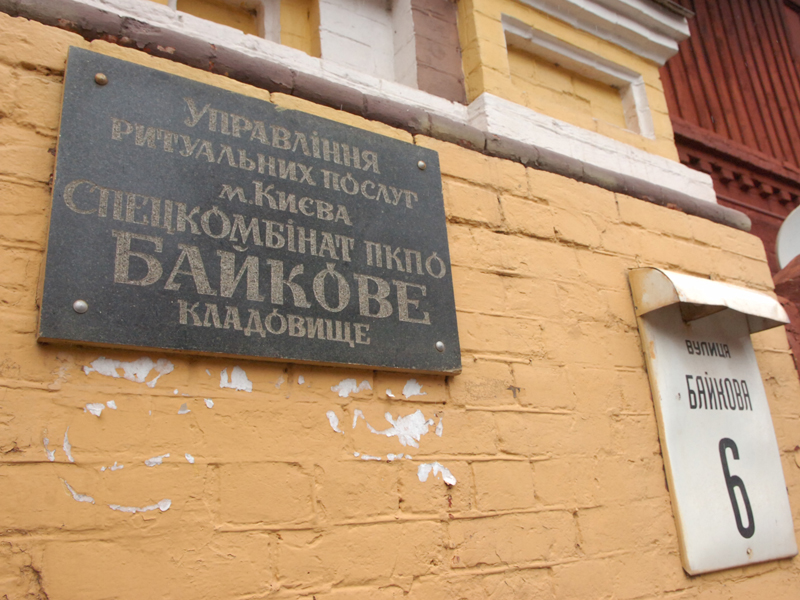 Управління
ритуальних послуг
м. Києва
Спецкомбінат ПКПО
Байкове
кладовище
вулиця
Байкова
6